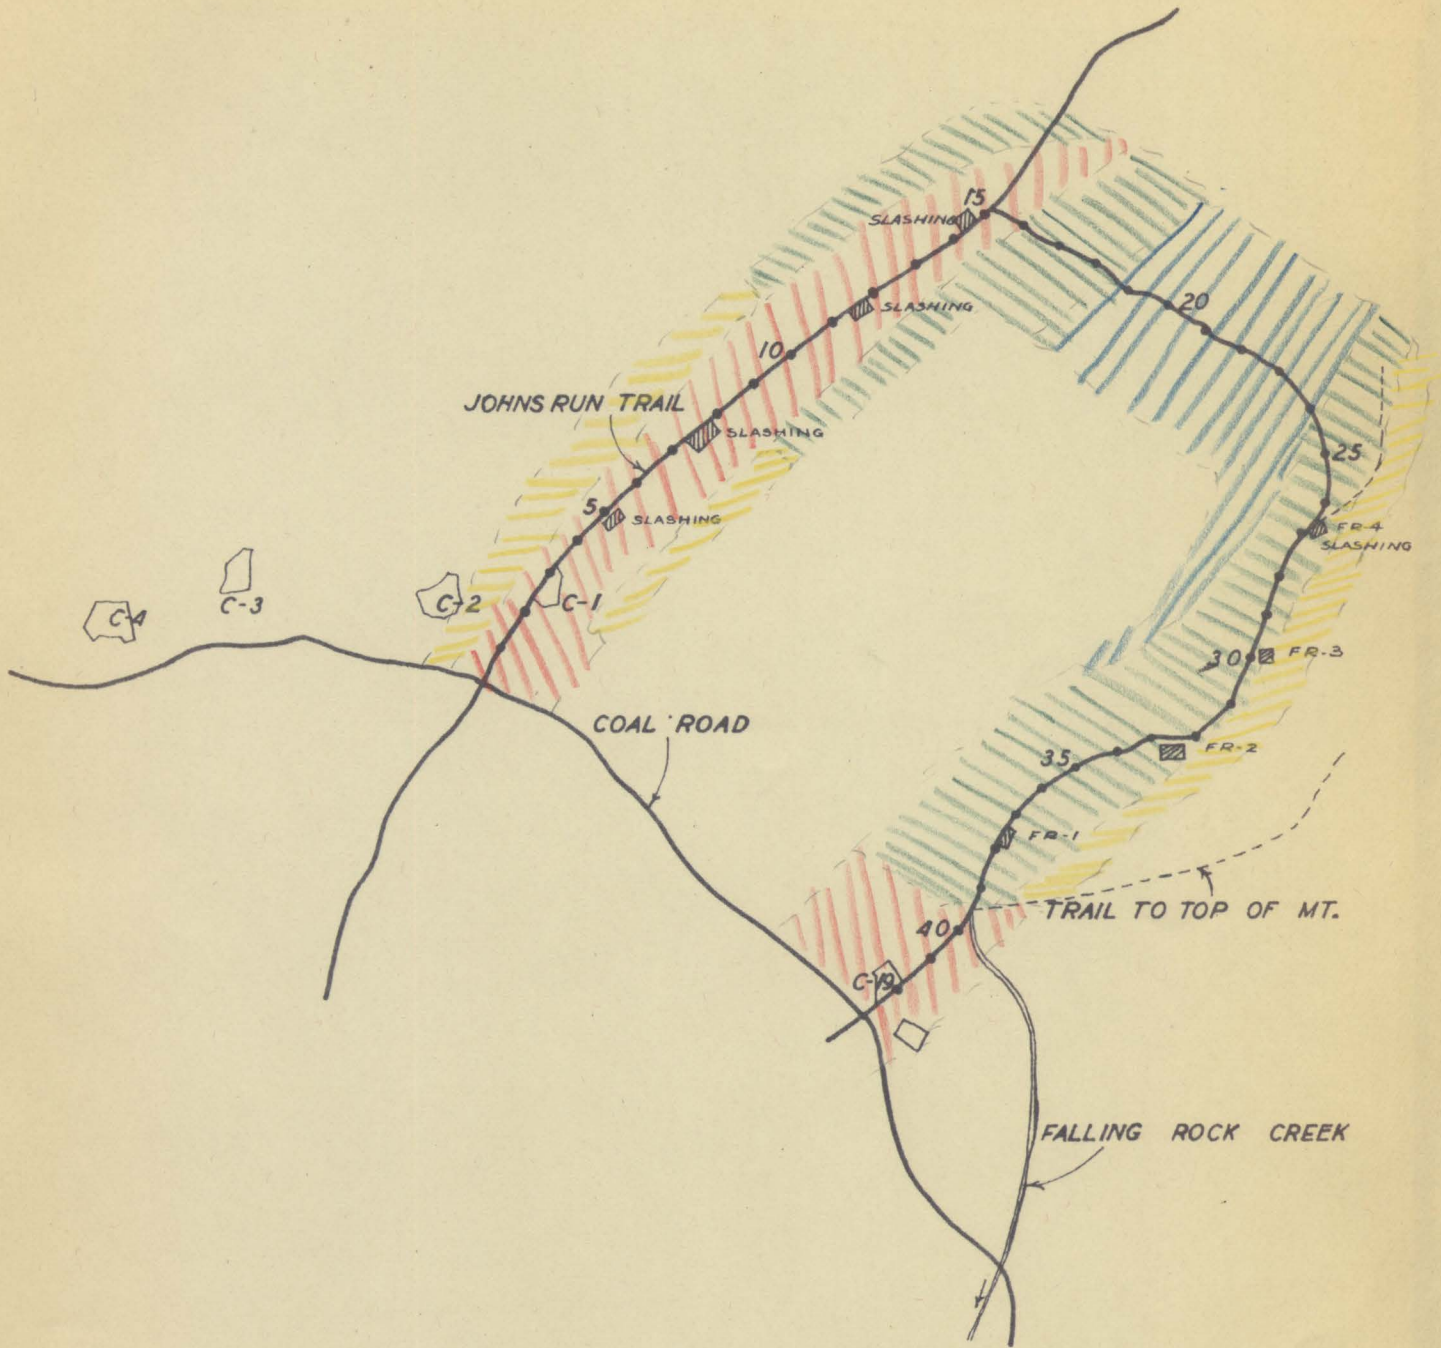 15
SLASHING
SLASHING
20
10
JOHNS RUN TRAIL
SLASHING
25
5
SLASHING
FR-4
SLASHING
C-4
C-3
C-2
C-1
30
FR-3
COAL ROAD
FR-2
35
FR-1
TRAIL TO TOP OF MT.
40
C-19
FALLING ROCK CREEK